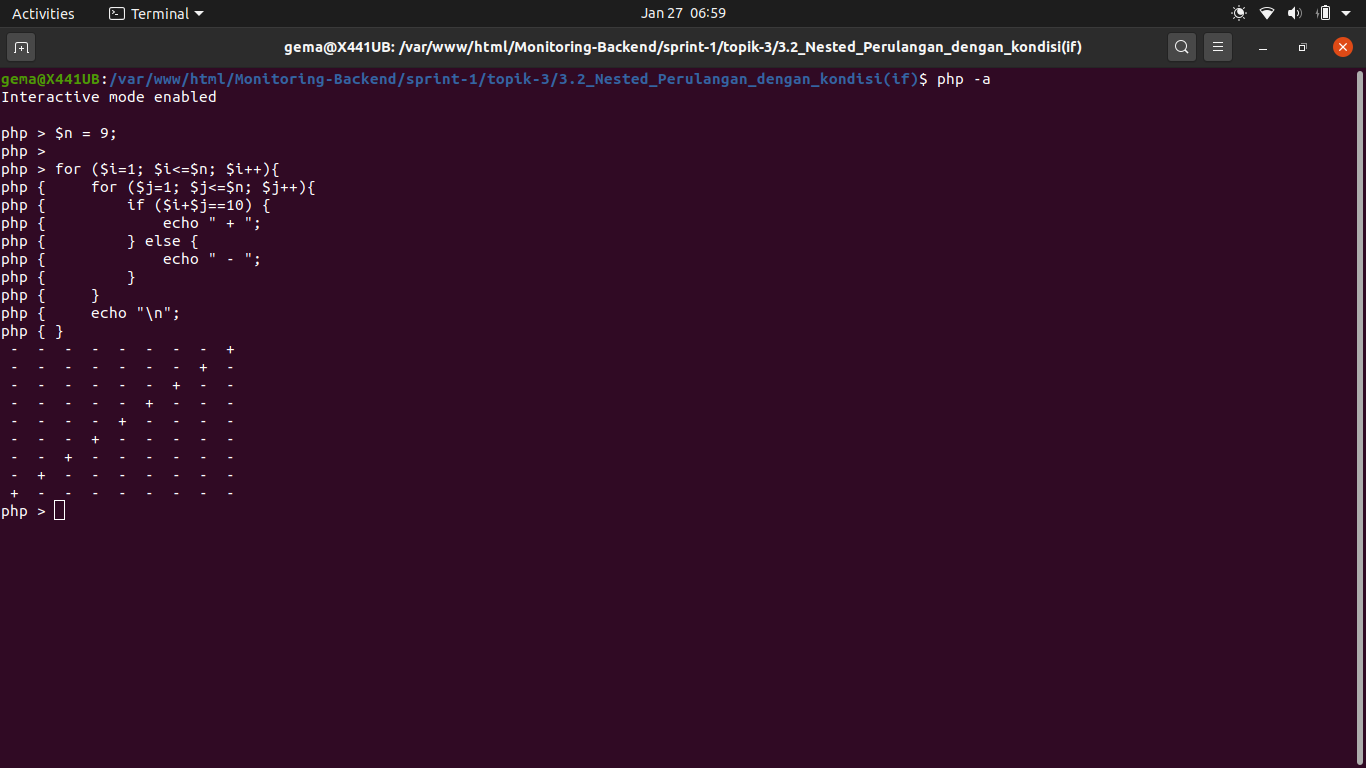 Activities Terminal Jan 27 06:59
gema@X441UB: /var/www/html/Monitoring-Backend/sprint-1/topik-3/3.2_Nested_Perulangan_dengan_kondisi(if)
gema@X441UB:/var/www/html/Monitoring-Backend/sprint-1/topik-3/3.2_Nested_Perulangan_dengan_kondisi(if)$ php -a
Interactive mode enabled

php > $n = 9;
php >
php > for ($i=1; $i<=$n; $i++){
php {     for ($j=1; $j<=$n; $j++){
php {         if ($i+$j==10) {
php {             echo " + ";
php {         } else {
php {             echo " - ";
php {         }
php {     }
php {     echo "\n";
php { }
 -  -  -  -  -  -  -  -  +
 -  -  -  -  -  -  -  +  -
 -  -  -  -  -  -  +  -  -
 -  -  -  -  -  +  -  -  -
 -  -  -  -  +  -  -  -  -
 -  -  -  +  -  -  -  -  -
 -  -  +  -  -  -  -  -  -
 -  +  -  -  -  -  -  -  -
 +  -  -  -  -  -  -  -  -
php >